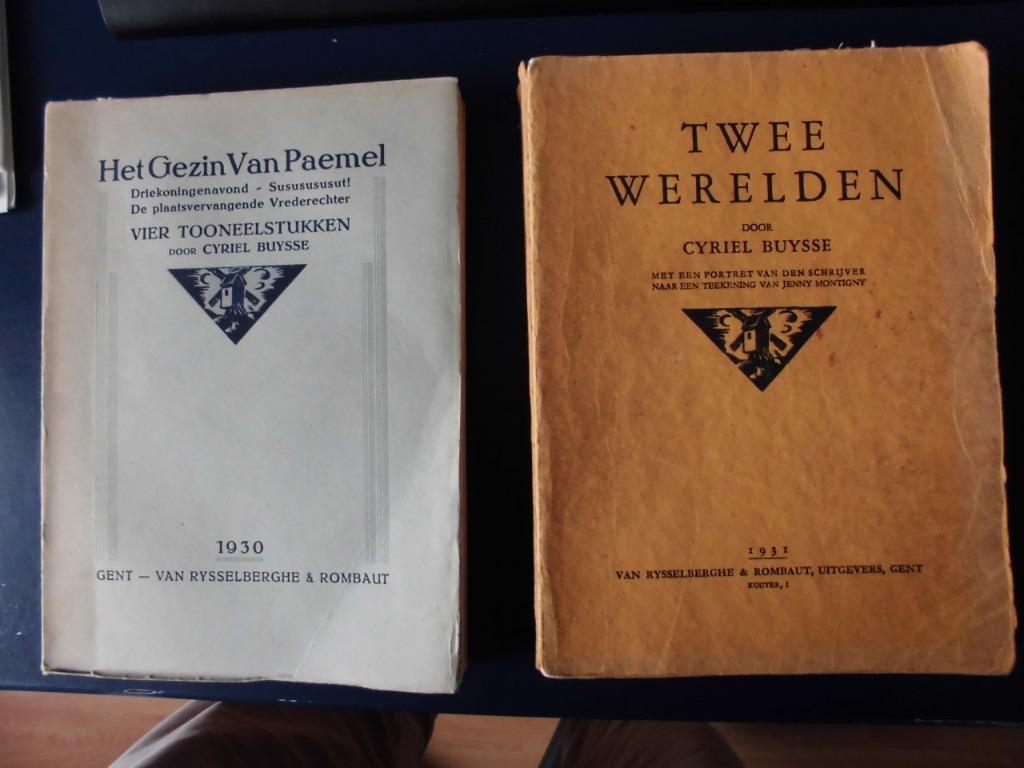 Het Gezin Van Paemel
Driekoningenavond - Sususususut!
De plaatsvervangende Vrederechter
VIER TOONEELSTUKKEN
DOOR CYRIEL BUYSSE
1930
GENT — VAN RYSSELBERGHE & ROMBAUT
TWEE
WERELDEN
DOOR
CYRIEL BUYSSE
MET EEN PORTRET VAN DEN SCHRIJVER
NAAR EEN TEEKENING VAN JENNY MONTIGNY
1931
VAN RYSSELBERGHE & ROMBAUT, UITGEVERS, GENT
KOUTER, 1